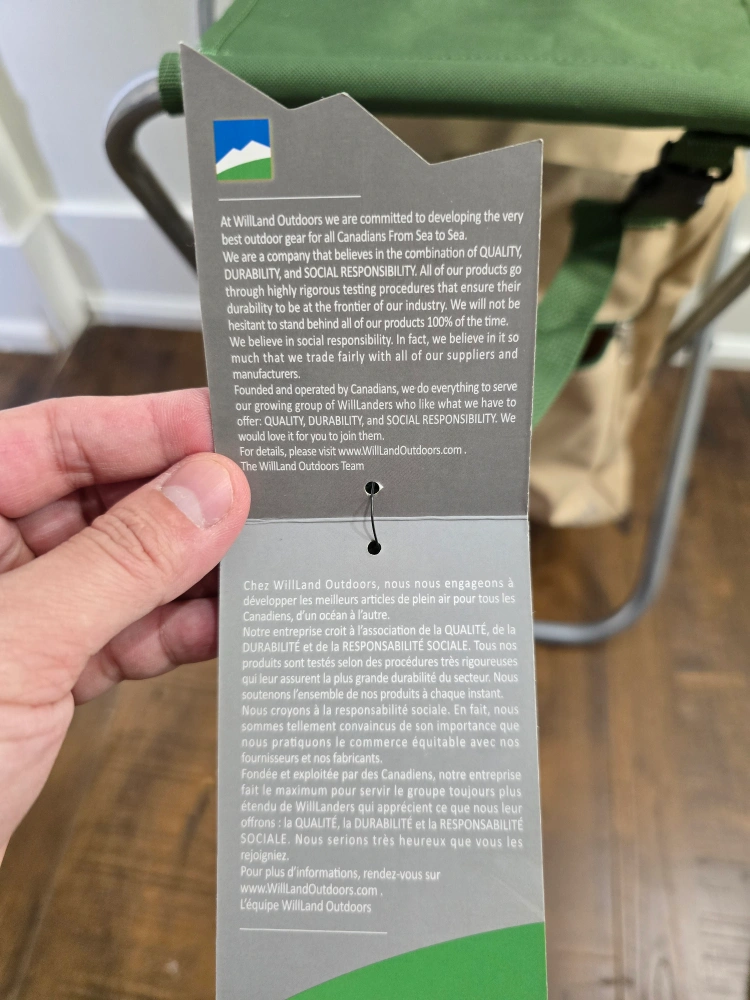 At WillLand Outdoors we are committed to developing the very
best outdoor gear for all Canadians From Sea to Sea.
We are a company that believes in the combination of QUALITY,
DURABILITY, and SOCIAL RESPONSIBILITY. All of our products go
through highly rigorous testing procedures that ensure their
durability to be at the frontier of our industry. We will not be
hesitant to stand behind all of our products 100% of the time.
We believe in social responsibility. In fact, we believe in it so
much that we trade fairly with all of our suppliers and
manufacturers.
Founded and operated by Canadians, we do everything to serve
our growing group of WillLanders who like what we have to
offer: QUALITY, DURABILITY, and SOCIAL RESPONSIBILITY. We
would love it for you to join them.
For details, please visit www.WillLandOutdoors.com .
The WillLand Outdoors Team
Chez WillLand Outdoors, nous nous engageons à
développer les meilleurs articles de plein air pour tous les
Canadiens, d'un océan à l'autre.
Notre entreprise croit à l'association de la QUALITÉ, de la
DURABILITÉ et de la RESPONSABILITÉ SOCIALE. Tous nos
produits sont testés selon des procédures très rigoureuses
qui leur assurent la plus grande durabilité du secteur. Nous
soutenons l'ensemble de nos produits à chaque instant.
Nous croyons à la responsabilité sociale. En fait, nous
sommes tellement convaincus de son importance que
nous pratiquons le commerce équitable avec nos
fournisseurs et nos fabricants.
Fondée et exploitée par des Canadiens, notre entreprise
fait le maximum pour servir le groupe toujours plus
étendu de WillLanders qui apprécient ce que nous leur
offrons : la QUALITÉ, la DURABILITÉ et la RESPONSABILITÉ
SOCIALE. Nous serions très heureux que vous les
rejoigniez.
Pour plus d'informations, rendez-vous sur
www.WillLandOutdoors.com .
L'équipe WillLand Outdoors